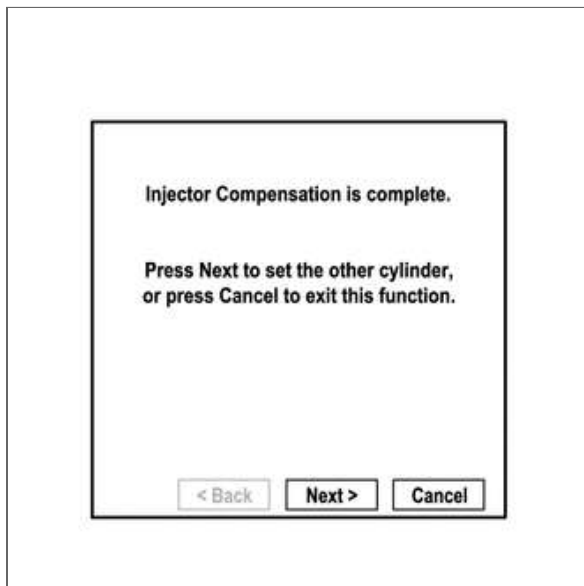 Injector Compensation is complete.
Press Next to set the other cylinder,
or press Cancel to exit this function.
< Back Next > Cancel